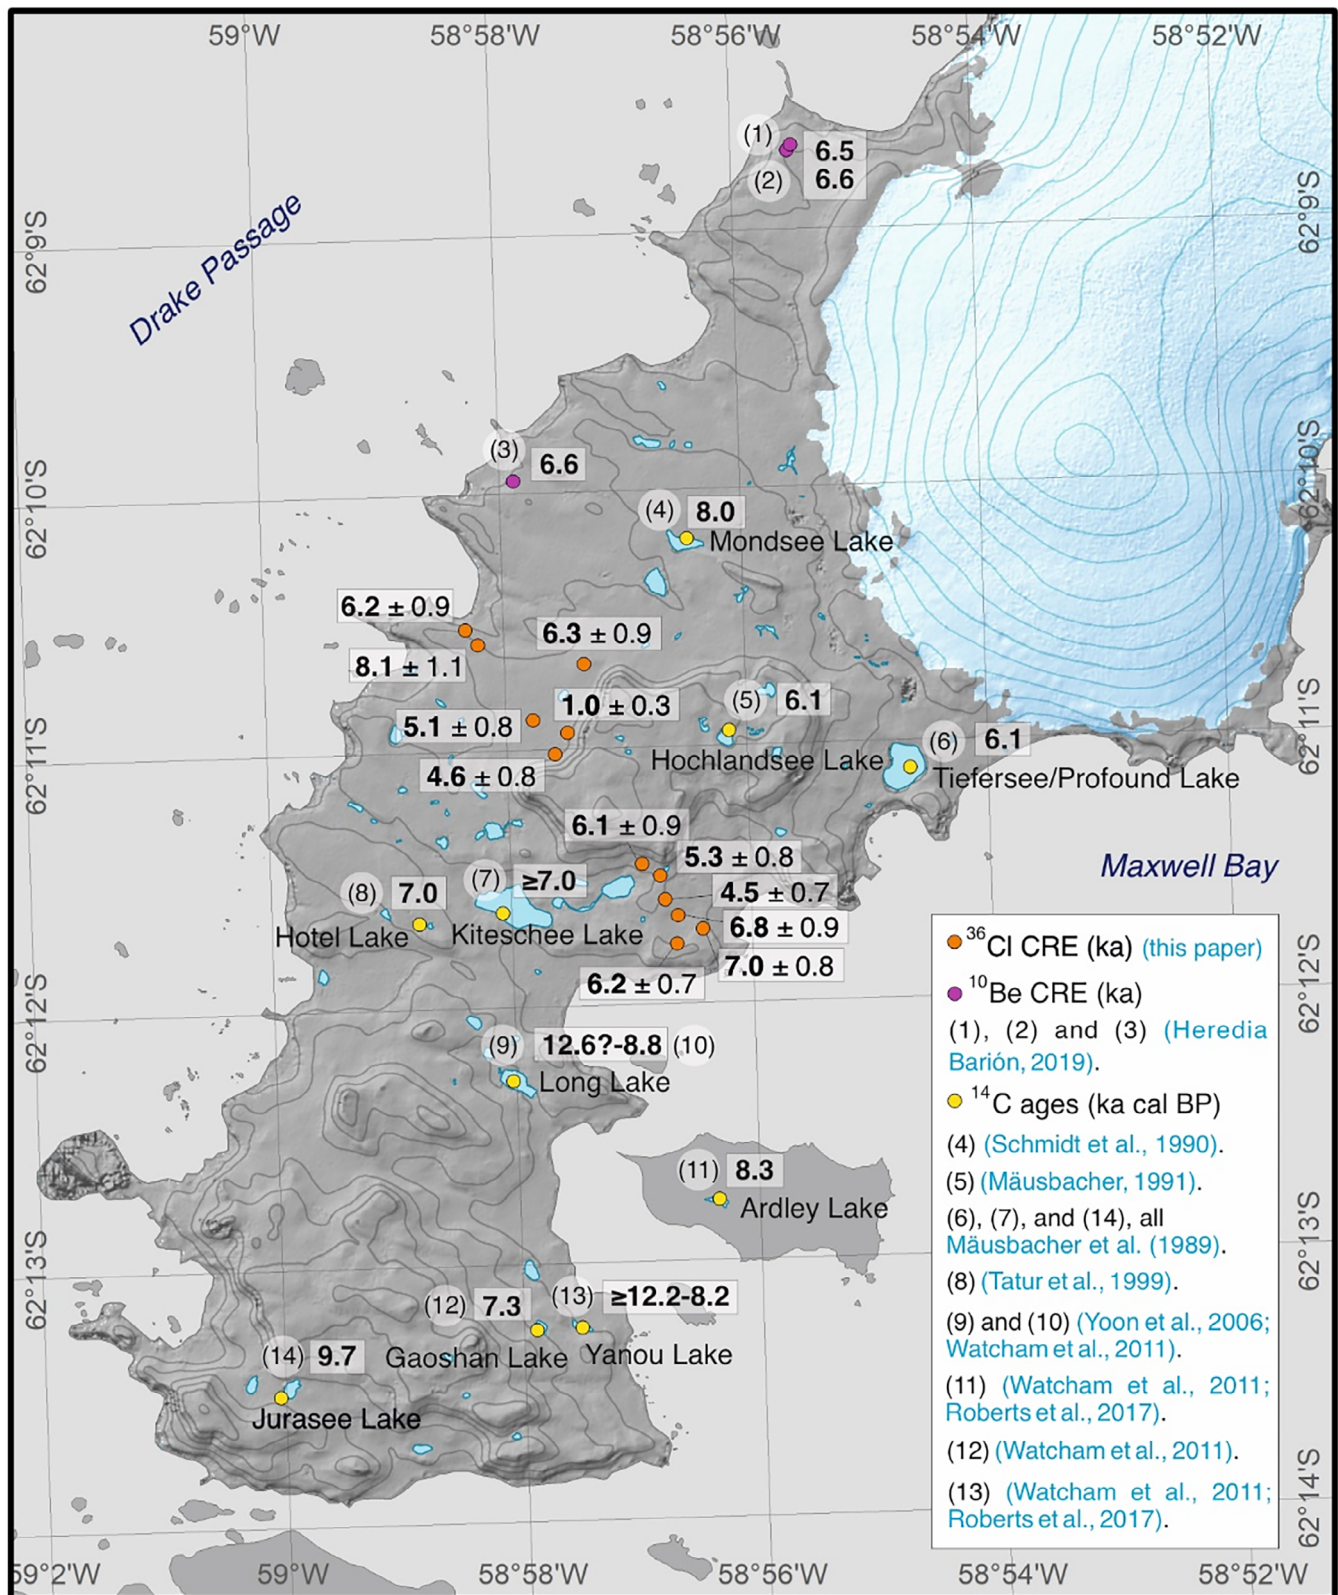 59°W
58°58'W
58°56'W
58°54'W
58°52'W
(1)
6.5
(2)
6.6
62°9'S
62°9'S
Drake Passage
(3)
6.6
62°10'S
62°10'S
(4) 8.0
Mondsee Lake
6.2 ± 0.9
6.3 ± 0.9
8.1 ± 1.1
1.0 ± 0.3
(5) 6.1
5.1 ± 0.8
62°11'S
62°11'S
(6) 6.1
Hochlandsee Lake
4.6 ± 0.8
Tiefersee/Profound Lake
6.1 ± 0.9
5.3 ± 0.8
Maxwell Bay
(7) ≥7.0
(8) 7.0
4.5 ± 0.7
Hotel Lake
Kiteschee Lake
6.8 ± 0.9
7.0 ± 0.8
6.2 ± 0.7
62°12'S
62°12'S
(9) 12.6?-8.8 (10)
Long Lake
(11) 8.3
Ardley Lake
62°13'S
62°13'S
(12) 7.3
(13) ≥12.2-8.2
Gaoshan Lake
Yanou Lake
(14) 9.7
Jurasee Lake
62°14'S
36Cl CRE (ka) (this paper)
10Be CRE (ka)
(1), (2) and (3) (Heredia
Barión, 2019).
14C ages (ka cal BP)
(4) (Schmidt et al., 1990).
(5) (Mäusbacher, 1991).
(6), (7), and (14), all
Mäusbacher et al. (1989).
(8) (Tatur et al., 1999).
(9) and (10) (Yoon et al., 2006;
Watcham et al., 2011).
(11) (Watcham et al., 2011;
Roberts et al., 2017).
(12) (Watcham et al., 2011).
(13) (Watcham et al., 2011;
Roberts et al., 2017).
59°2'W
59°W
58°58'W
58°56'W
58°54'W
58°52'W